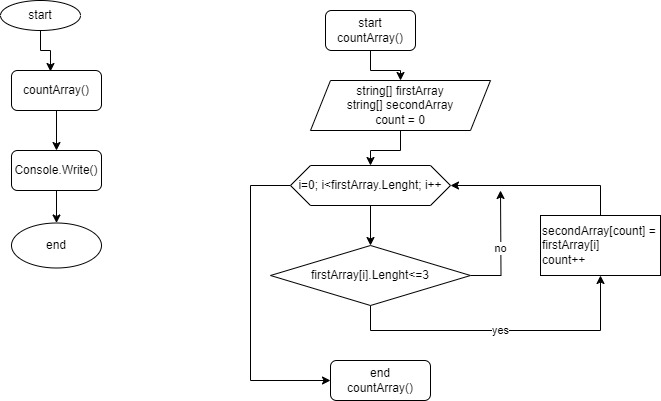 start
countArray()
Console.Write()
end
start
countArray()
string[] firstArray
string[] secondArray
count = 0
i=0; i<firstArray.Lenght; i++
firstArray[i].Lenght<=3
no
yes
secondArray[count] =
firstArray[i]
count++
end
countArray()